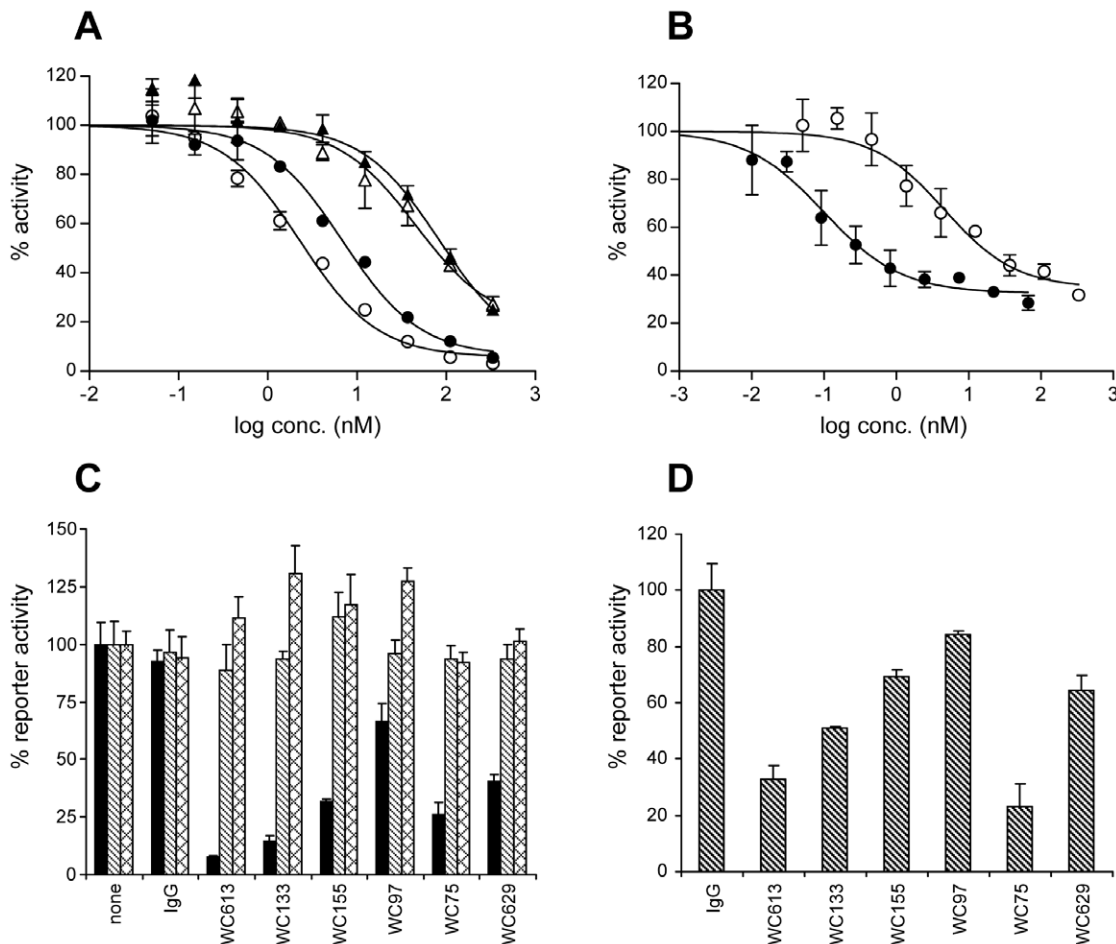 A
120
100
80
60
40
20
0
% activity
-2
-1
0
1
2
3
log conc. (nM)
B
120
100
80
60
40
20
0
% activity
-3
-2
-1
0
1
2
3
log conc. (nM)
C
150
125
100
75
50
25
0
% reporter activity
none
IgG
WC613
WC133
WC155
WC97
WC75
WC629
D
120
100
80
60
40
20
0
% reporter activity
IgG
WC613
WC133
WC155
WC97
WC75
WC629